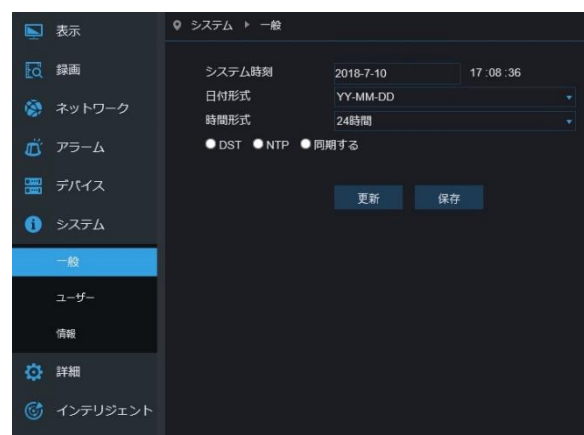 表示
録画
ネットワーク
アラーム
デバイス
システム
一般
ユーザー
情報
詳細
インテリジェント
システム 一般
システム時刻 2018-7-10 17:08:36
日付形式 YY-MM-DD
時間形式 24時間
DST NTP 同期する
更新 保存